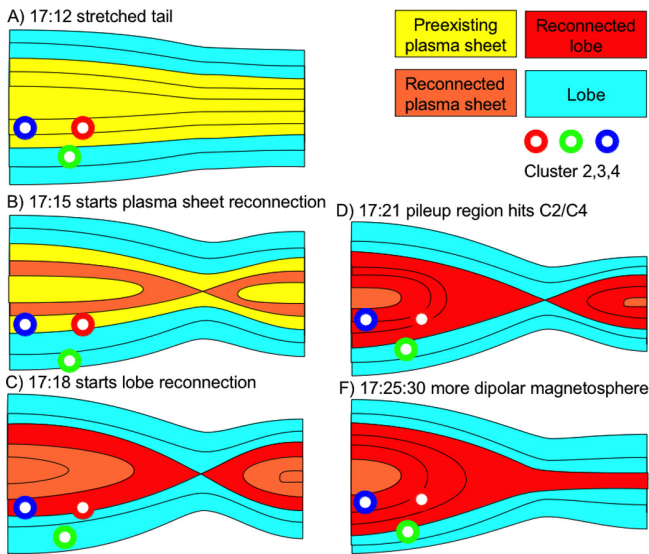 A) 17:12 stretched tail
Preexisting
plasma sheet
Reconnected
lobe
Reconnected
plasma sheet
Lobe
Cluster 2,3,4
B) 17:15 starts plasma sheet reconnection
D) 17:21 pileup region hits C2/C4
C) 17:18 starts lobe reconnection
F) 17:25:30 more dipolar magnetosphere